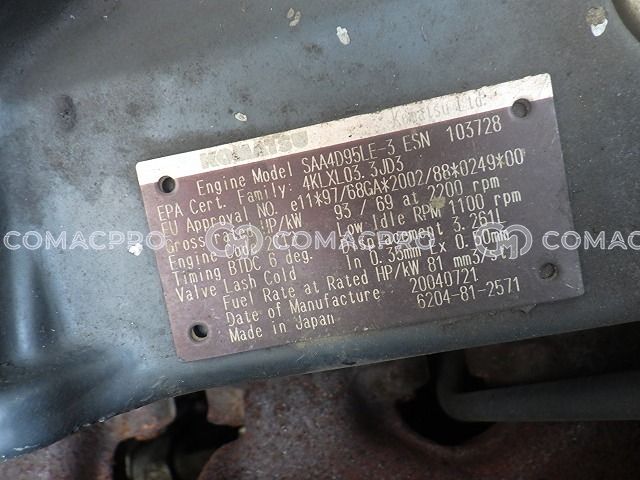 KOMATSU Komatsu Ltd.
Engine Model SAA4D95LE-3 ESN 103728
EPA Cert. Family: 4KLXL03.3JD3
EU Approval NO. e11*97/68GA*2002/88*0249*00
Gross rated HP/KW 93 / 69 at 2200 rpm
Engine Code Low Idle RPM 1100 rpm
Timing BTDC 6 deg. Displacement 3.261L
Valve Lash Cold In 0.35mm Ex 0.50mm
Fuel Rate at Rated HP/kW 81 mm3/st
Date of Manufacture 20040721
Made in Japan 6204-81-2571
COMACPRO COMACPRO COMACPRO